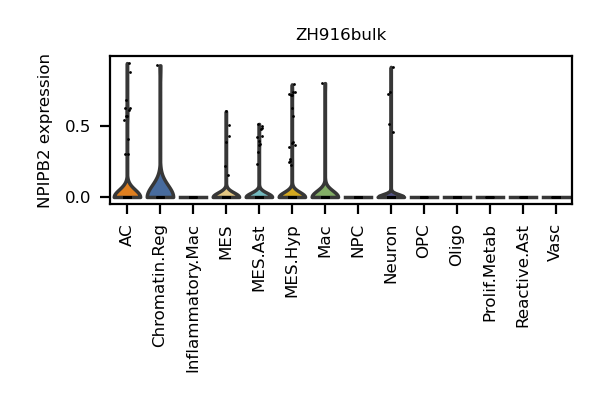 ZH916bulk
NPIPB2 expression
0.5
0.0
AC
Chromatin.Reg
Inflammatory.Mac
MES
MES.Ast
MES.Hyp
Mac
NPC
Neuron
OPC
Oligo
Prolif.Metab
Reactive.Ast
Vasc